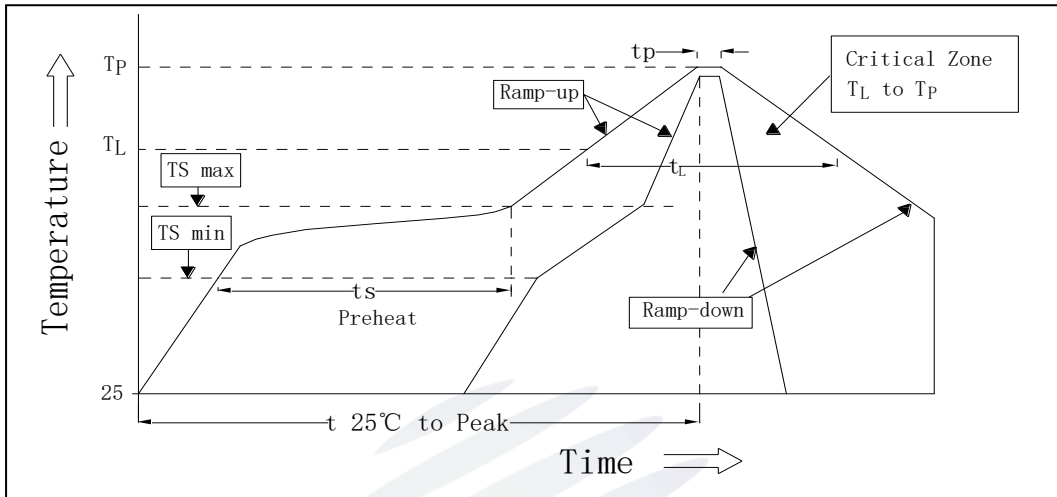 tp
Critical Zone
TL to TP
TP
Ramp-up
TL
tL
TS max
TS min
ts
Preheat
Ramp-down
25
t 25℃ to Peak
Time
Temperature